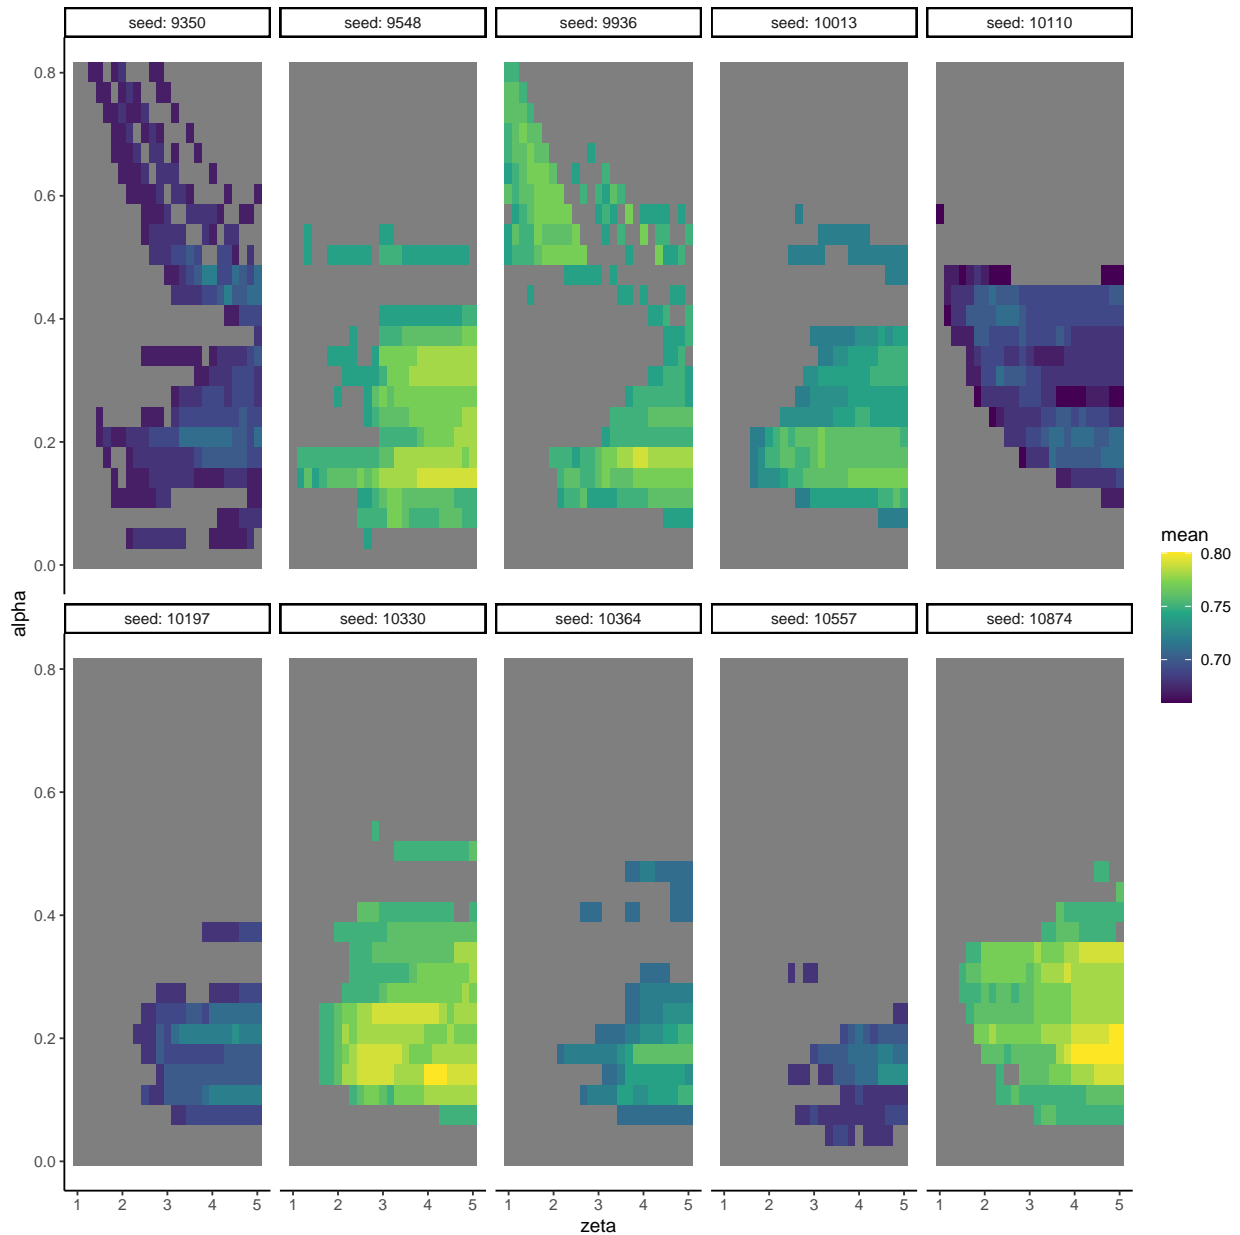 seed: 9350
seed: 9548
seed: 9936
seed: 10013
seed: 10110
0.8
0.6
0.4
0.2
0.0
alpha
mean
0.80
0.75
0.70
seed: 10197
seed: 10330
seed: 10364
seed: 10557
seed: 10874
0.8
0.6
0.4
0.2
0.0
1 2 3 4 5 1 2 3 4 5 1 2 3 4 5 1 2 3 4 5 1 2 3 4 5
zeta